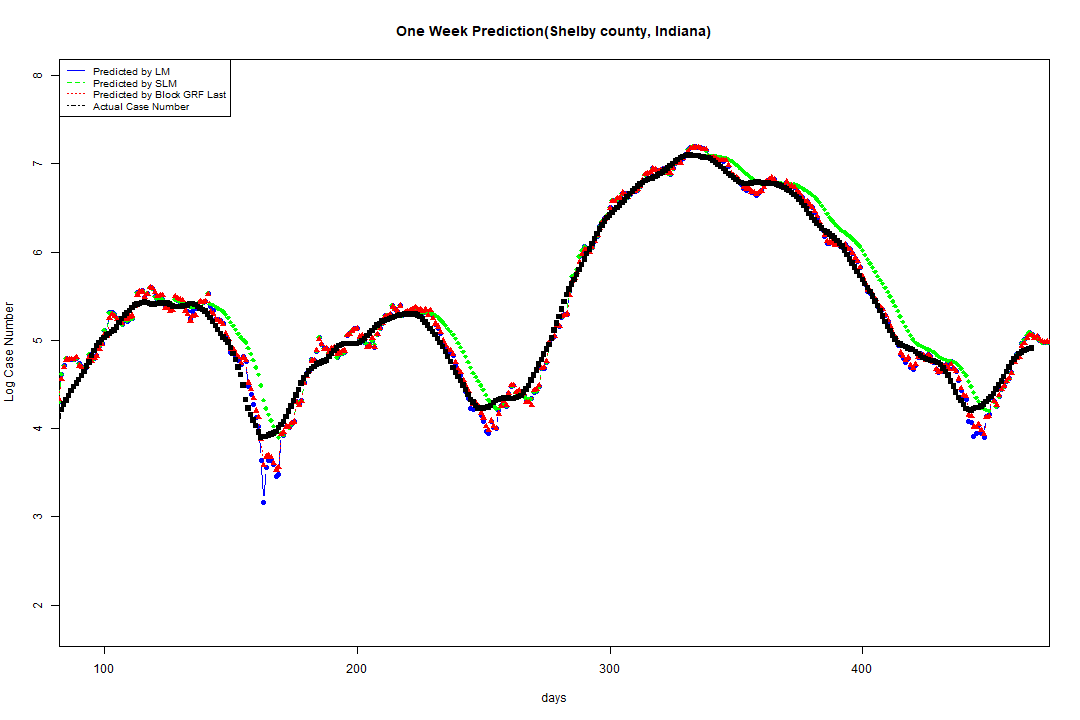 One Week Prediction(Shelby county, Indiana)
Predicted by LM
Predicted by SLM
Predicted by Block GRF Last
Actual Case Number
Log Case Number
8
7
6
5
4
3
2
100 200 300 400
days